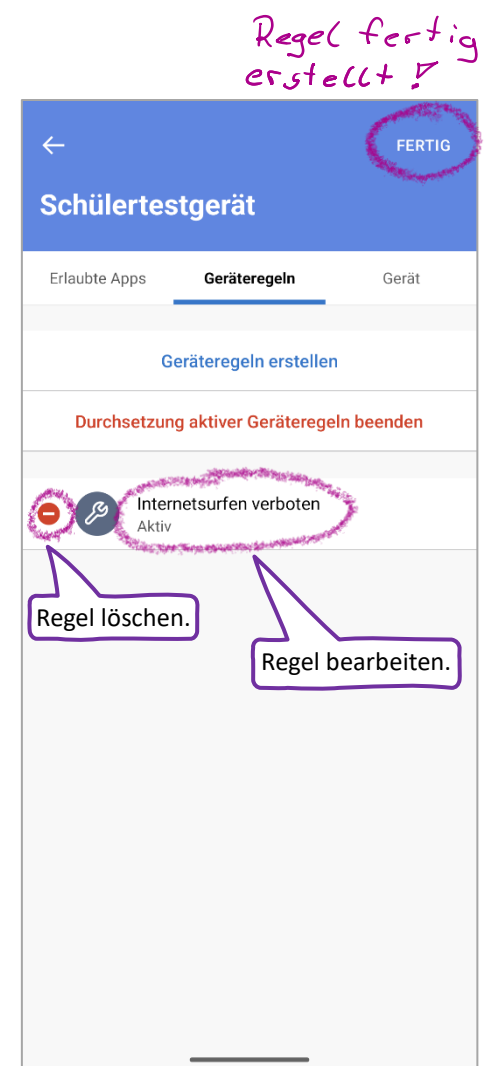 Regel fertig
erstellt!
FERTIG
Schülertestgerät
Erlaubte Apps Geräteregeln Gerät
Geräteregeln erstellen
Durchsetzung aktiver Geräteregeln beenden
Internetsurfen verboten
Aktiv
Regel löschen.
Regel bearbeiten.